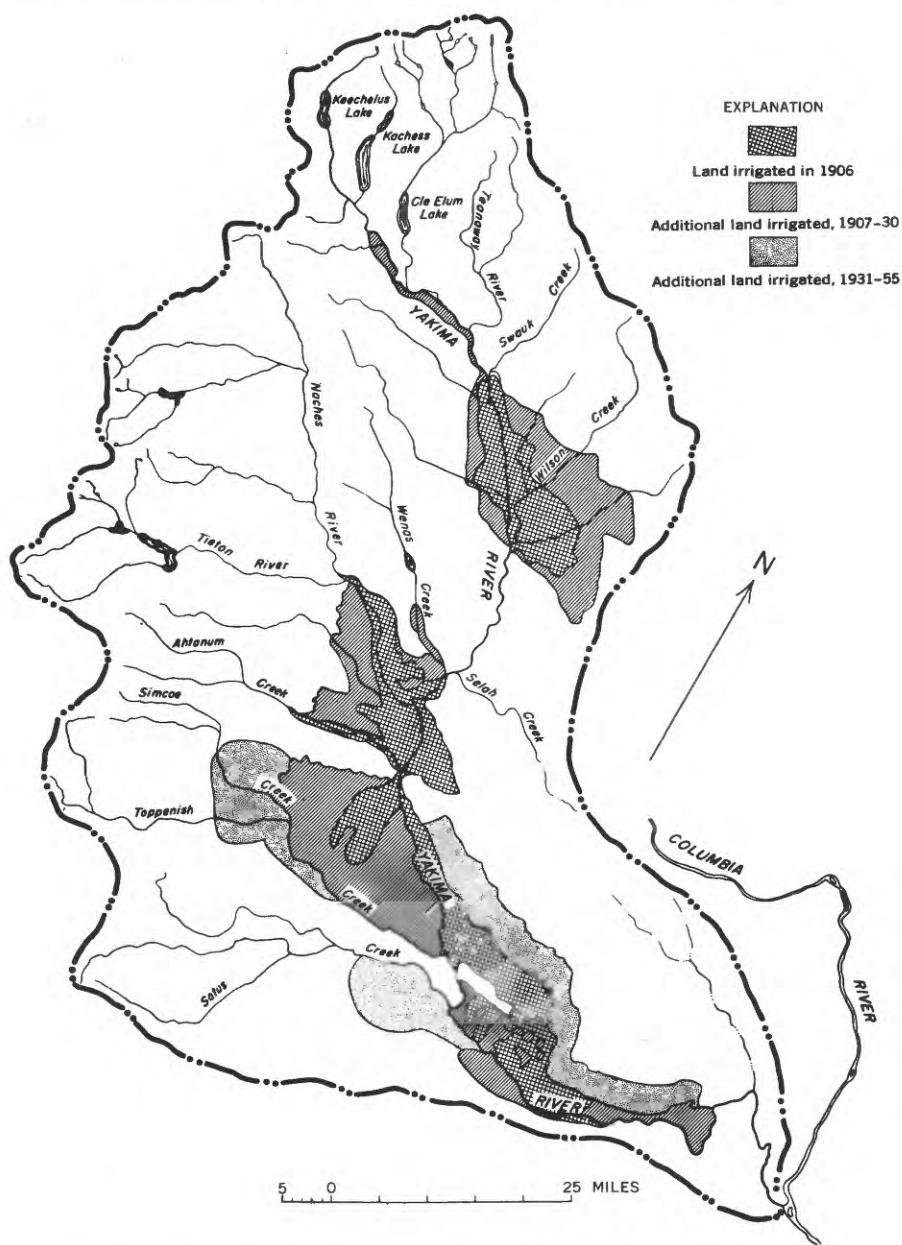 EXPLANATION
Land irrigated in 1906
Additional land irrigated, 1907-30
Additional land irrigated, 1931-55
Keechelus
Lake
Kachess
Lake
Cle Elum
Lake
Teanaway
River
Swauk Creek
YAKIMA
Naches
River
Wilson Creek
Wenas
Creek
RIVER
N
Tieton
River
Ahtanum
Creek
Selah
Creek
Simcoe
Creek
Toppenish
Creek
YAKIMA
COLUMBIA
RIVER
Satus
Creek
RIVER
5 0 25 MILES